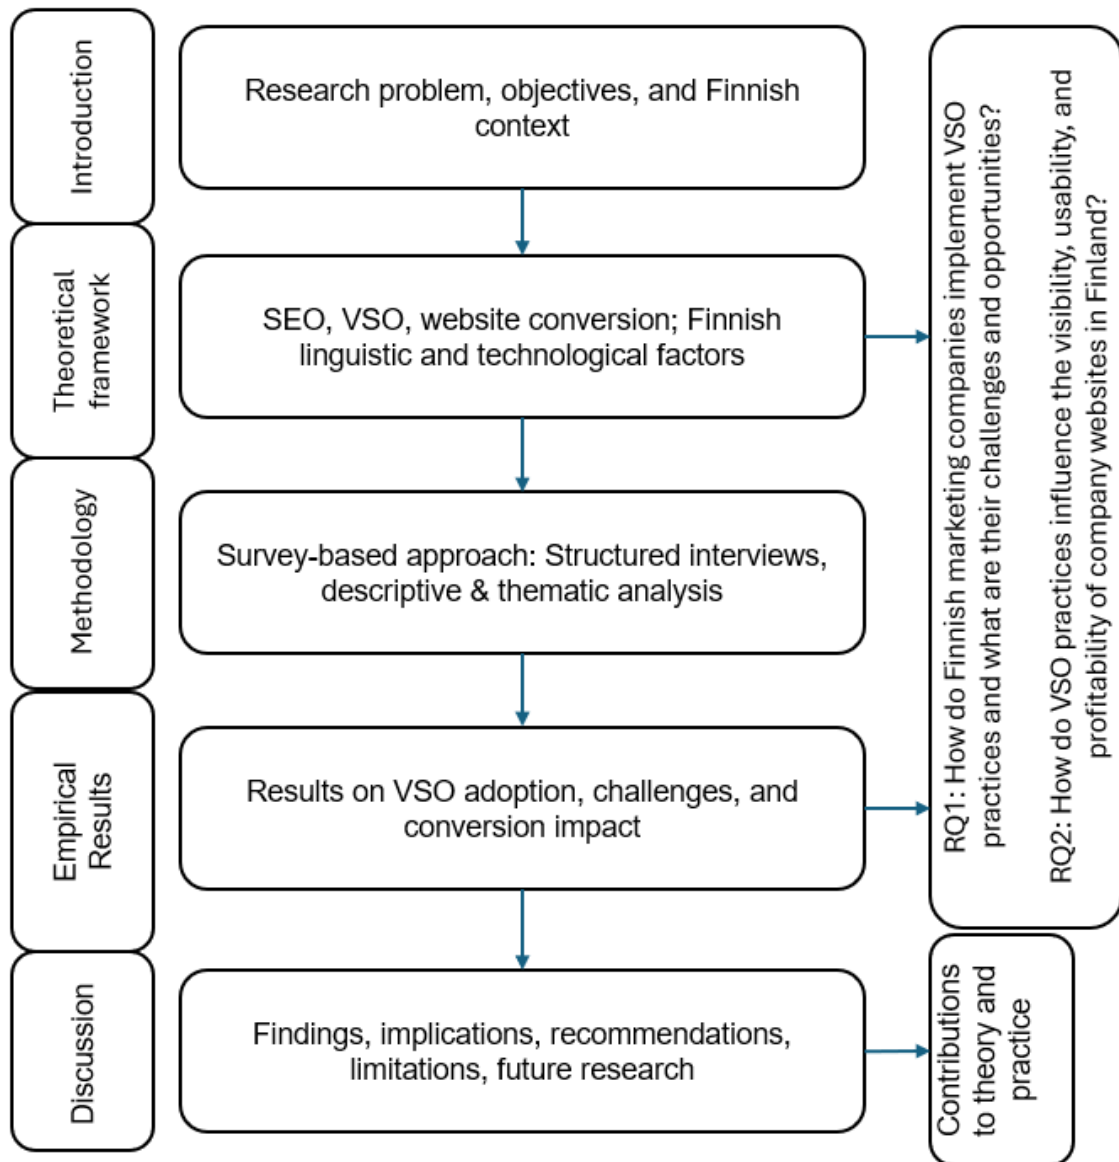 Introduction
Research problem, objectives, and Finnish
context
Theoretical
framework
SEO, VSO, website conversion; Finnish
linguistic and technological factors
Methodology
Survey-based approach: Structured interviews,
descriptive & thematic analysis
Empirical
Results
Results on VSO adoption, challenges, and
conversion impact
Discussion
Findings, implications, recommendations,
limitations, future research
RQ1: How do Finnish marketing companies implement VSO
practices and what are their challenges and opportunities?
RQ2: How do VSO practices influence the visibility, usability, and
profitability of company websites in Finland?
Contributions
to theory and
practice